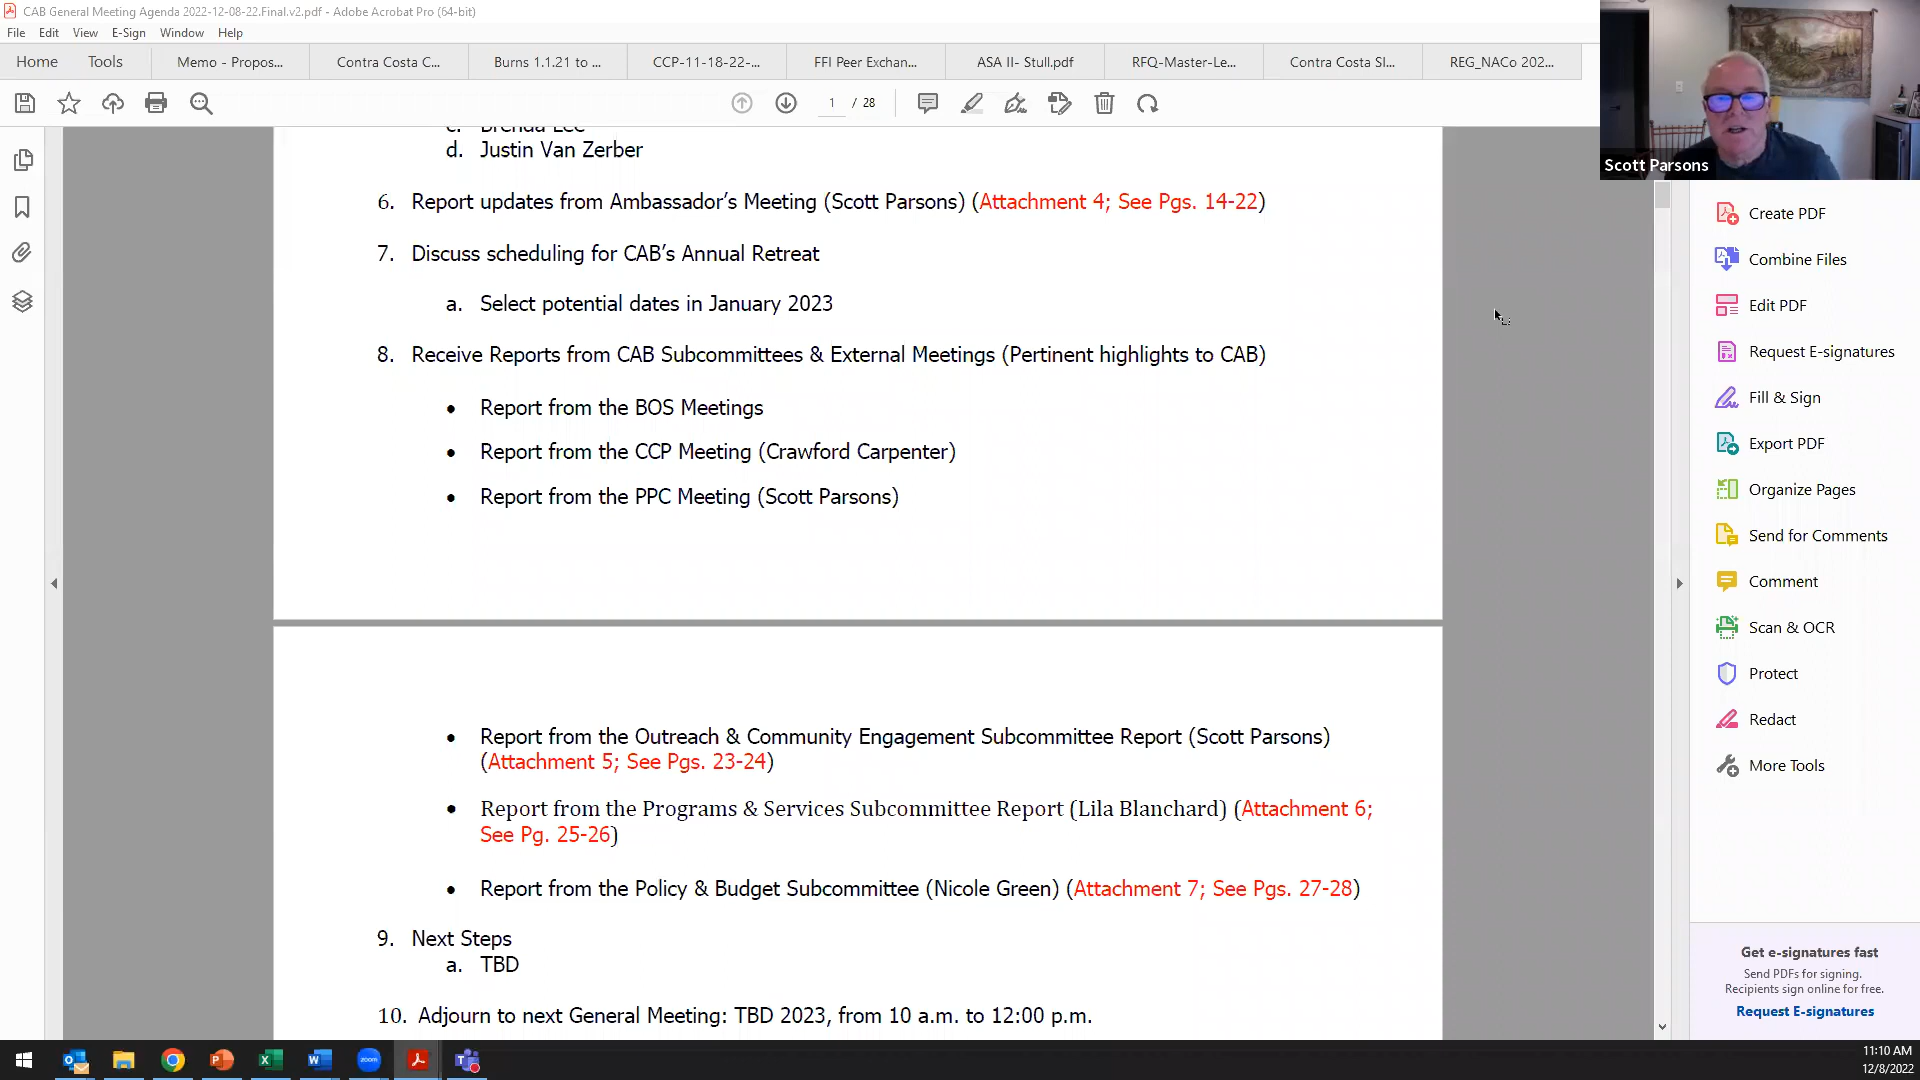 CAB General Meeting Agenda 2022-12-08-22.Final.v2.pdf - Adobe Acrobat Pro (64-bit)
File Edit View E-Sign Window Help
Home Tools Memo - Propos... Contra Costa C... Burns 1.1.21 to ... CCP-11-18-22-... FFI Peer Exchan... ASA II- Stull.pdf RFQ-Master-Le... Contra Costa SI... REG_NACo 202...
1 / 28
c. Brenda Lee
d. Justin Van Zerber
Scott Parsons
6. Report updates from Ambassador's Meeting (Scott Parsons) (Attachment 4; See Pgs. 14-22)
7. Discuss scheduling for CAB's Annual Retreat
a. Select potential dates in January 2023
8. Receive Reports from CAB Subcommittees & External Meetings (Pertinent highlights to CAB)
• Report from the BOS Meetings
• Report from the CCP Meeting (Crawford Carpenter)
• Report from the PPC Meeting (Scott Parsons)
• Report from the Outreach & Community Engagement Subcommittee Report (Scott Parsons)
(Attachment 5; See Pgs. 23-24)
• Report from the Programs & Services Subcommittee Report (Lila Blanchard) (Attachment 6;
See Pg. 25-26)
• Report from the Policy & Budget Subcommittee (Nicole Green) (Attachment 7; See Pgs. 27-28)
9. Next Steps
a. TBD
10. Adjourn to next General Meeting: TBD 2023, from 10 a.m. to 12:00 p.m.
Create PDF
Combine Files
Edit PDF
Request E-signatures
Fill & Sign
Export PDF
Organize Pages
Send for Comments
Comment
Scan & OCR
Protect
Redact
More Tools
Get e-signatures fast
Send PDFs for signing.
Recipients sign online for free.
Request E-signatures
zoom
11:10 AM
12/8/2022